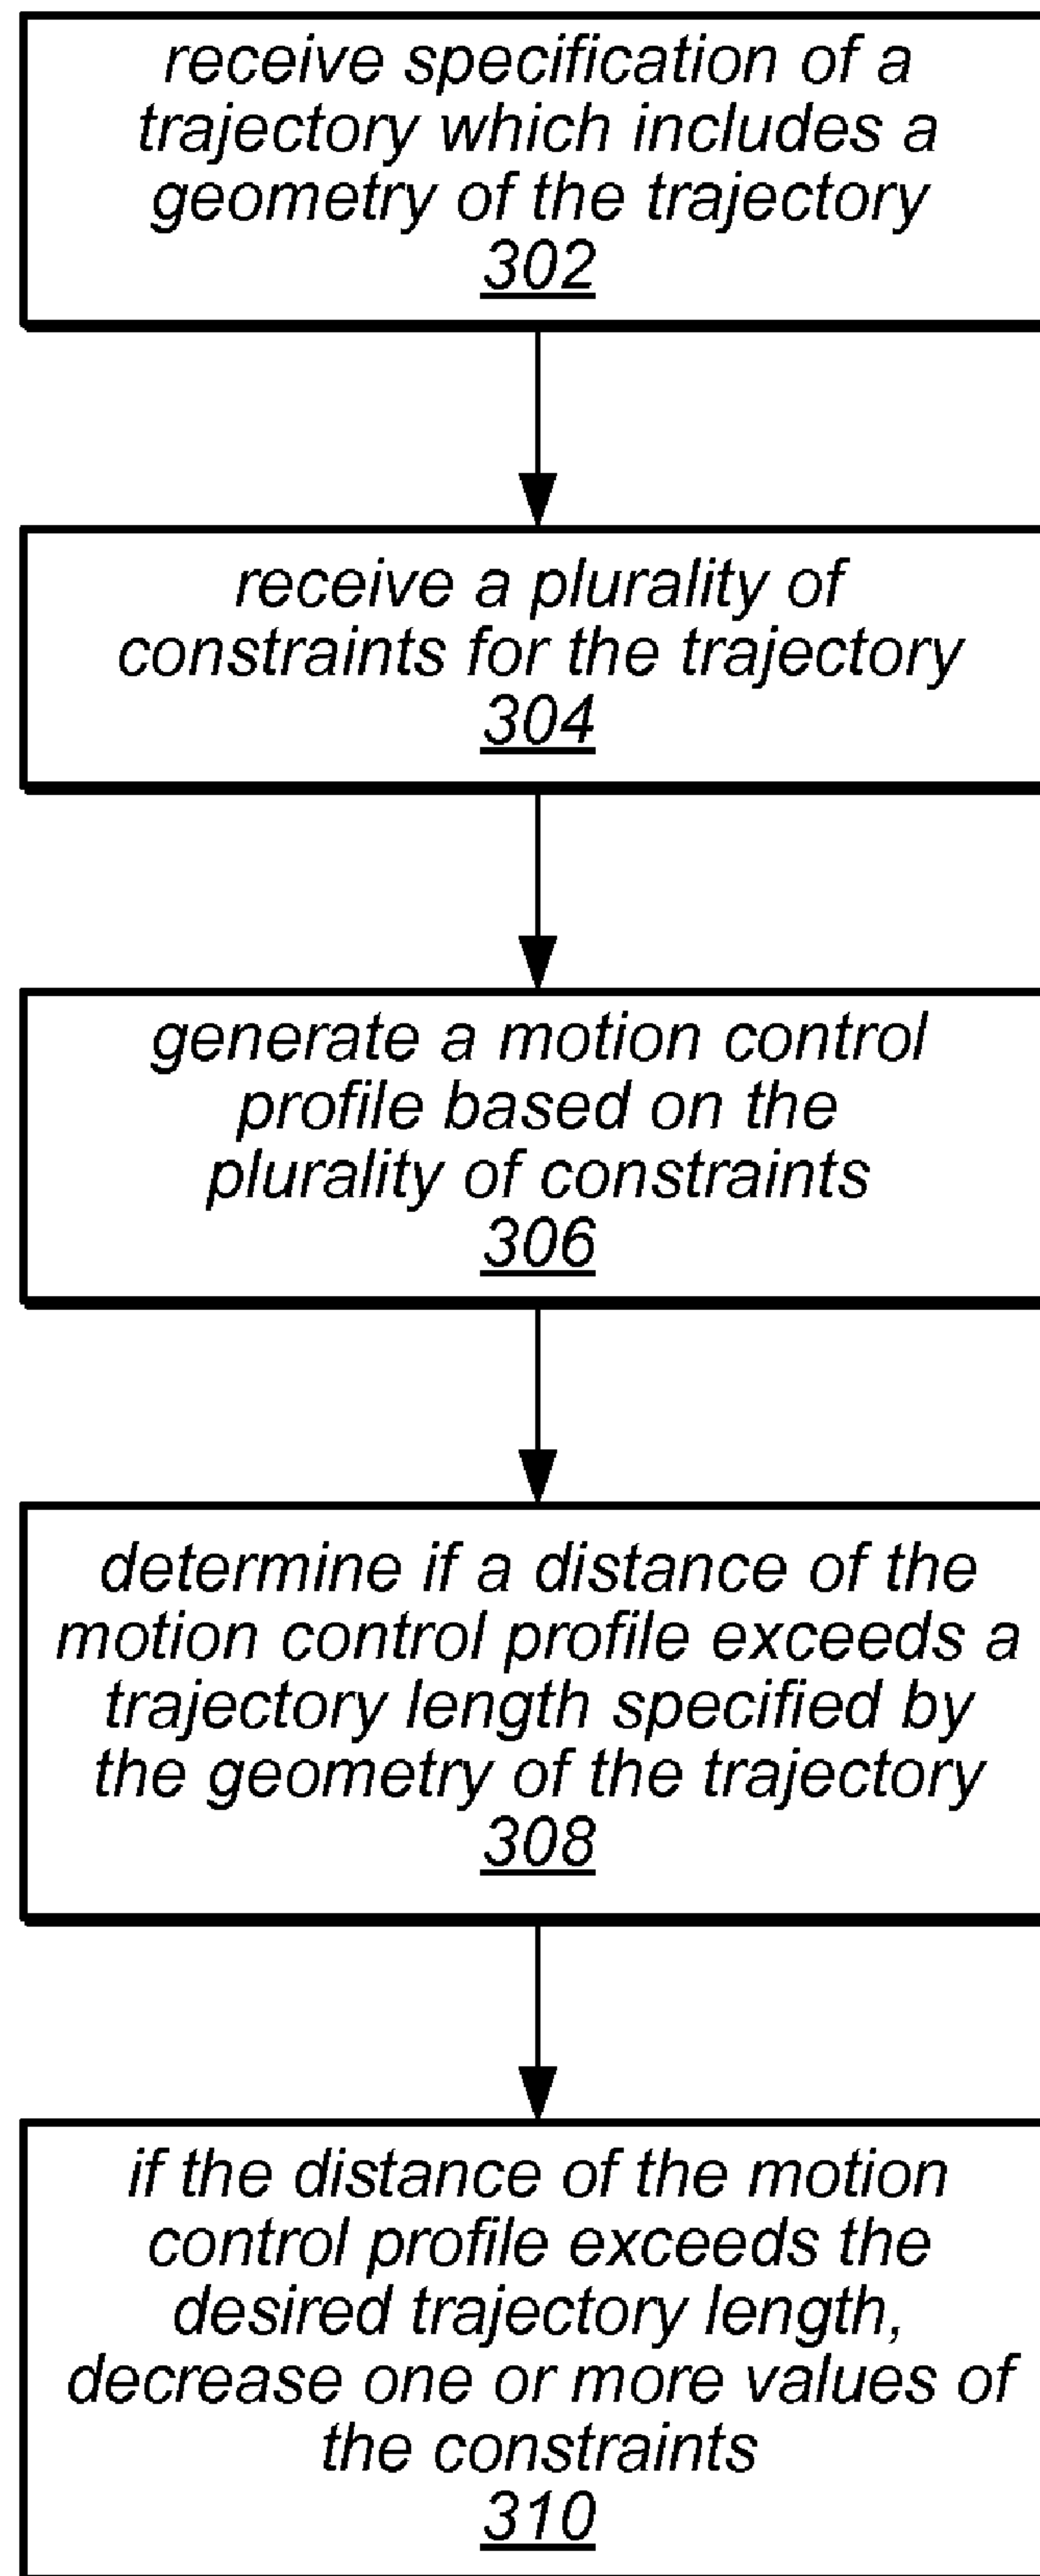 receive specification of a
trajectory which includes a
geometry of the trajectory
302
receive a plurality of
constraints for the trajectory
304
generate a motion control
profile based on the
plurality of constraints
306
determine if a distance of the
motion control profile exceeds a
trajectory length specified by
the geometry of the trajectory
308
if the distance of the motion
control profile exceeds the
desired trajectory length,
decrease one or more values of
the constraints
310